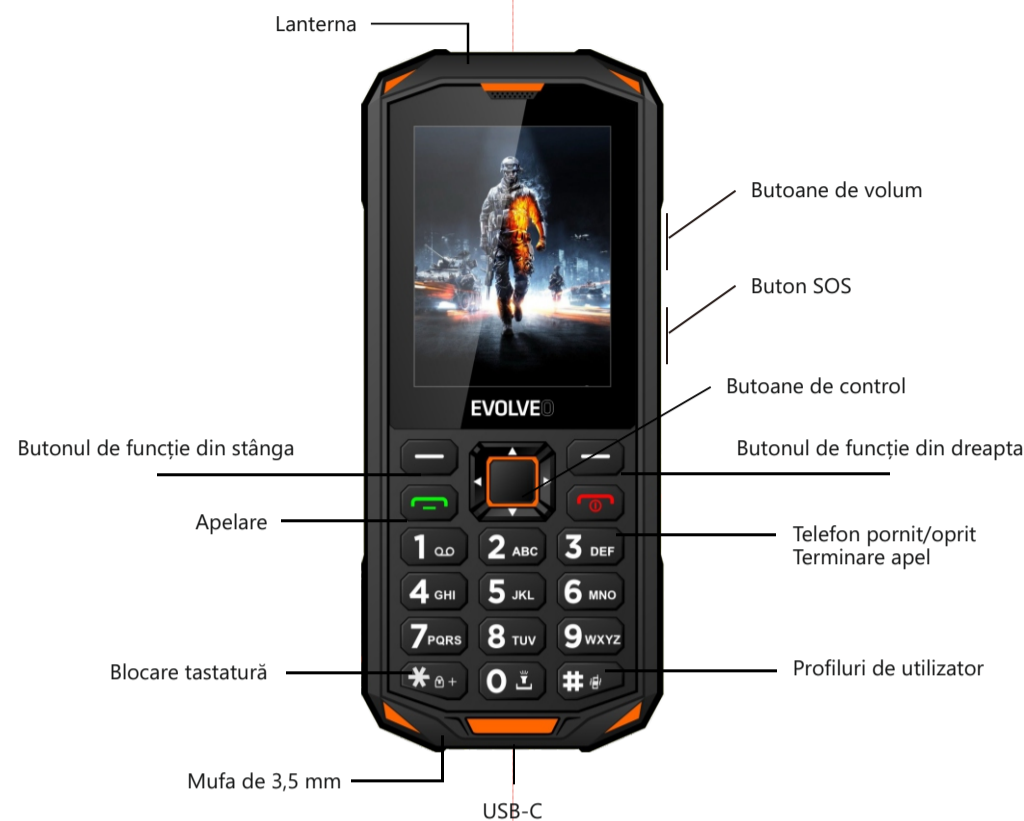 Lanterna
Butoane de volum
Buton SOS
Butoane de control
EVOLVEO
Butonul de funcție din stânga
Butonul de funcție din dreapta
Apelare
1
2 ABC
3 DEF
Telefon pornit/oprit
Terminare apel
4 GHI
5 JKL
6 MNO
7 PQRS
8 TUV
9 WXYZ
Blocare tastatură
* +
0
#
Profiluri de utilizator
Mufa de 3,5 mm
USB-C